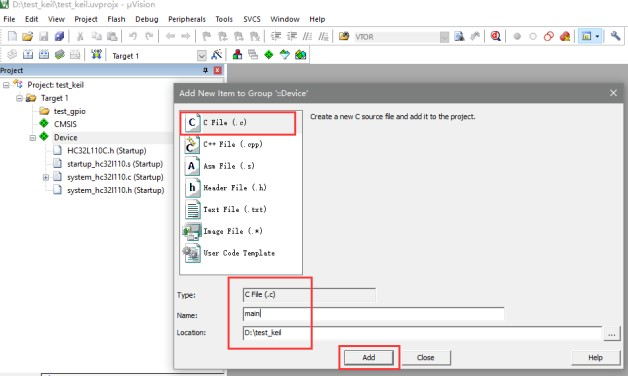 D:\test_keil\test_keil.uvprojx - µVision
File Edit View Project Flash Debug Peripherals Tools SVCS Window Help
VTOR
Target 1
Project
Project: test_keil
Target 1
test_gpio
CMSIS
Device
HC32L110C.h (Startup)
startup_hc32l110.s (Startup)
system_hc32l110.c (Startup)
system_hc32l110.h (Startup)
Add New Item to Group '::Device'
C File (.c)
C++ File (.cpp)
Asm File (.s)
Header File (.h)
Text File (.txt)
Image File (.*)
User Code Template
Create a new C source file and add it to the project.
Type: C File (.c)
Name: main
Location: D:\test_keil ...
Add Close Help